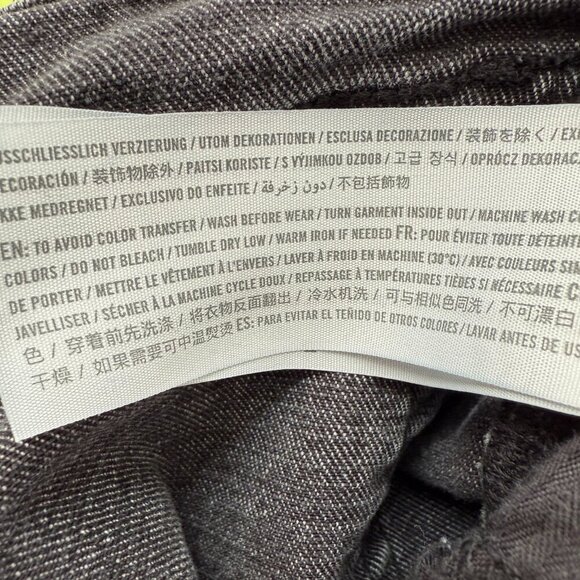 USSCHLIESSLICH VERZIERUNG / UTOM DEKORATIONEN / ESCLUSA DECORAZIONE / 装飾を除く / EX
ECORACIÓN / 装饰物除外 / PAITSI KORISTE / S VÝJIMKOU OZDOB / 고급 장식 / OPRÓCZ DEKORAC
KKE MEDREGNET / EXCLUSIVO DO ENFEITE / دون زخرفة / 不包括飾物
EN: TO AVOID COLOR TRANSFER / WASH BEFORE WEAR / TURN GARMENT INSIDE OUT / MACHINE WASH CO
COLORS / DO NOT BLEACH / TUMBLE DRY LOW / WARM IRON IF NEEDED FR: POUR ÉVITER TOUTE DÉTEINT
DE PORTER / METTRE LE VÊTEMENT À L'ENVERS / LAVER À FROID EN MACHINE (30°C) / AVEC COULEURS SIM
JAVELLISER / SÉCHER À LA MACHINE CYCLE DOUX / REPASSAGE À TEMPÉRATURES TIÈDES SI NÉCESSAIRE C
色 / 穿着前先洗涤 / 将衣物反面翻出 / 冷水机洗 / 可与相似色同洗 / 不可漂白
干燥 / 如果需要可中温熨烫 ES: PARA EVITAR EL TEÑIDO DE OTROS COLORES / LAVAR ANTES DE US